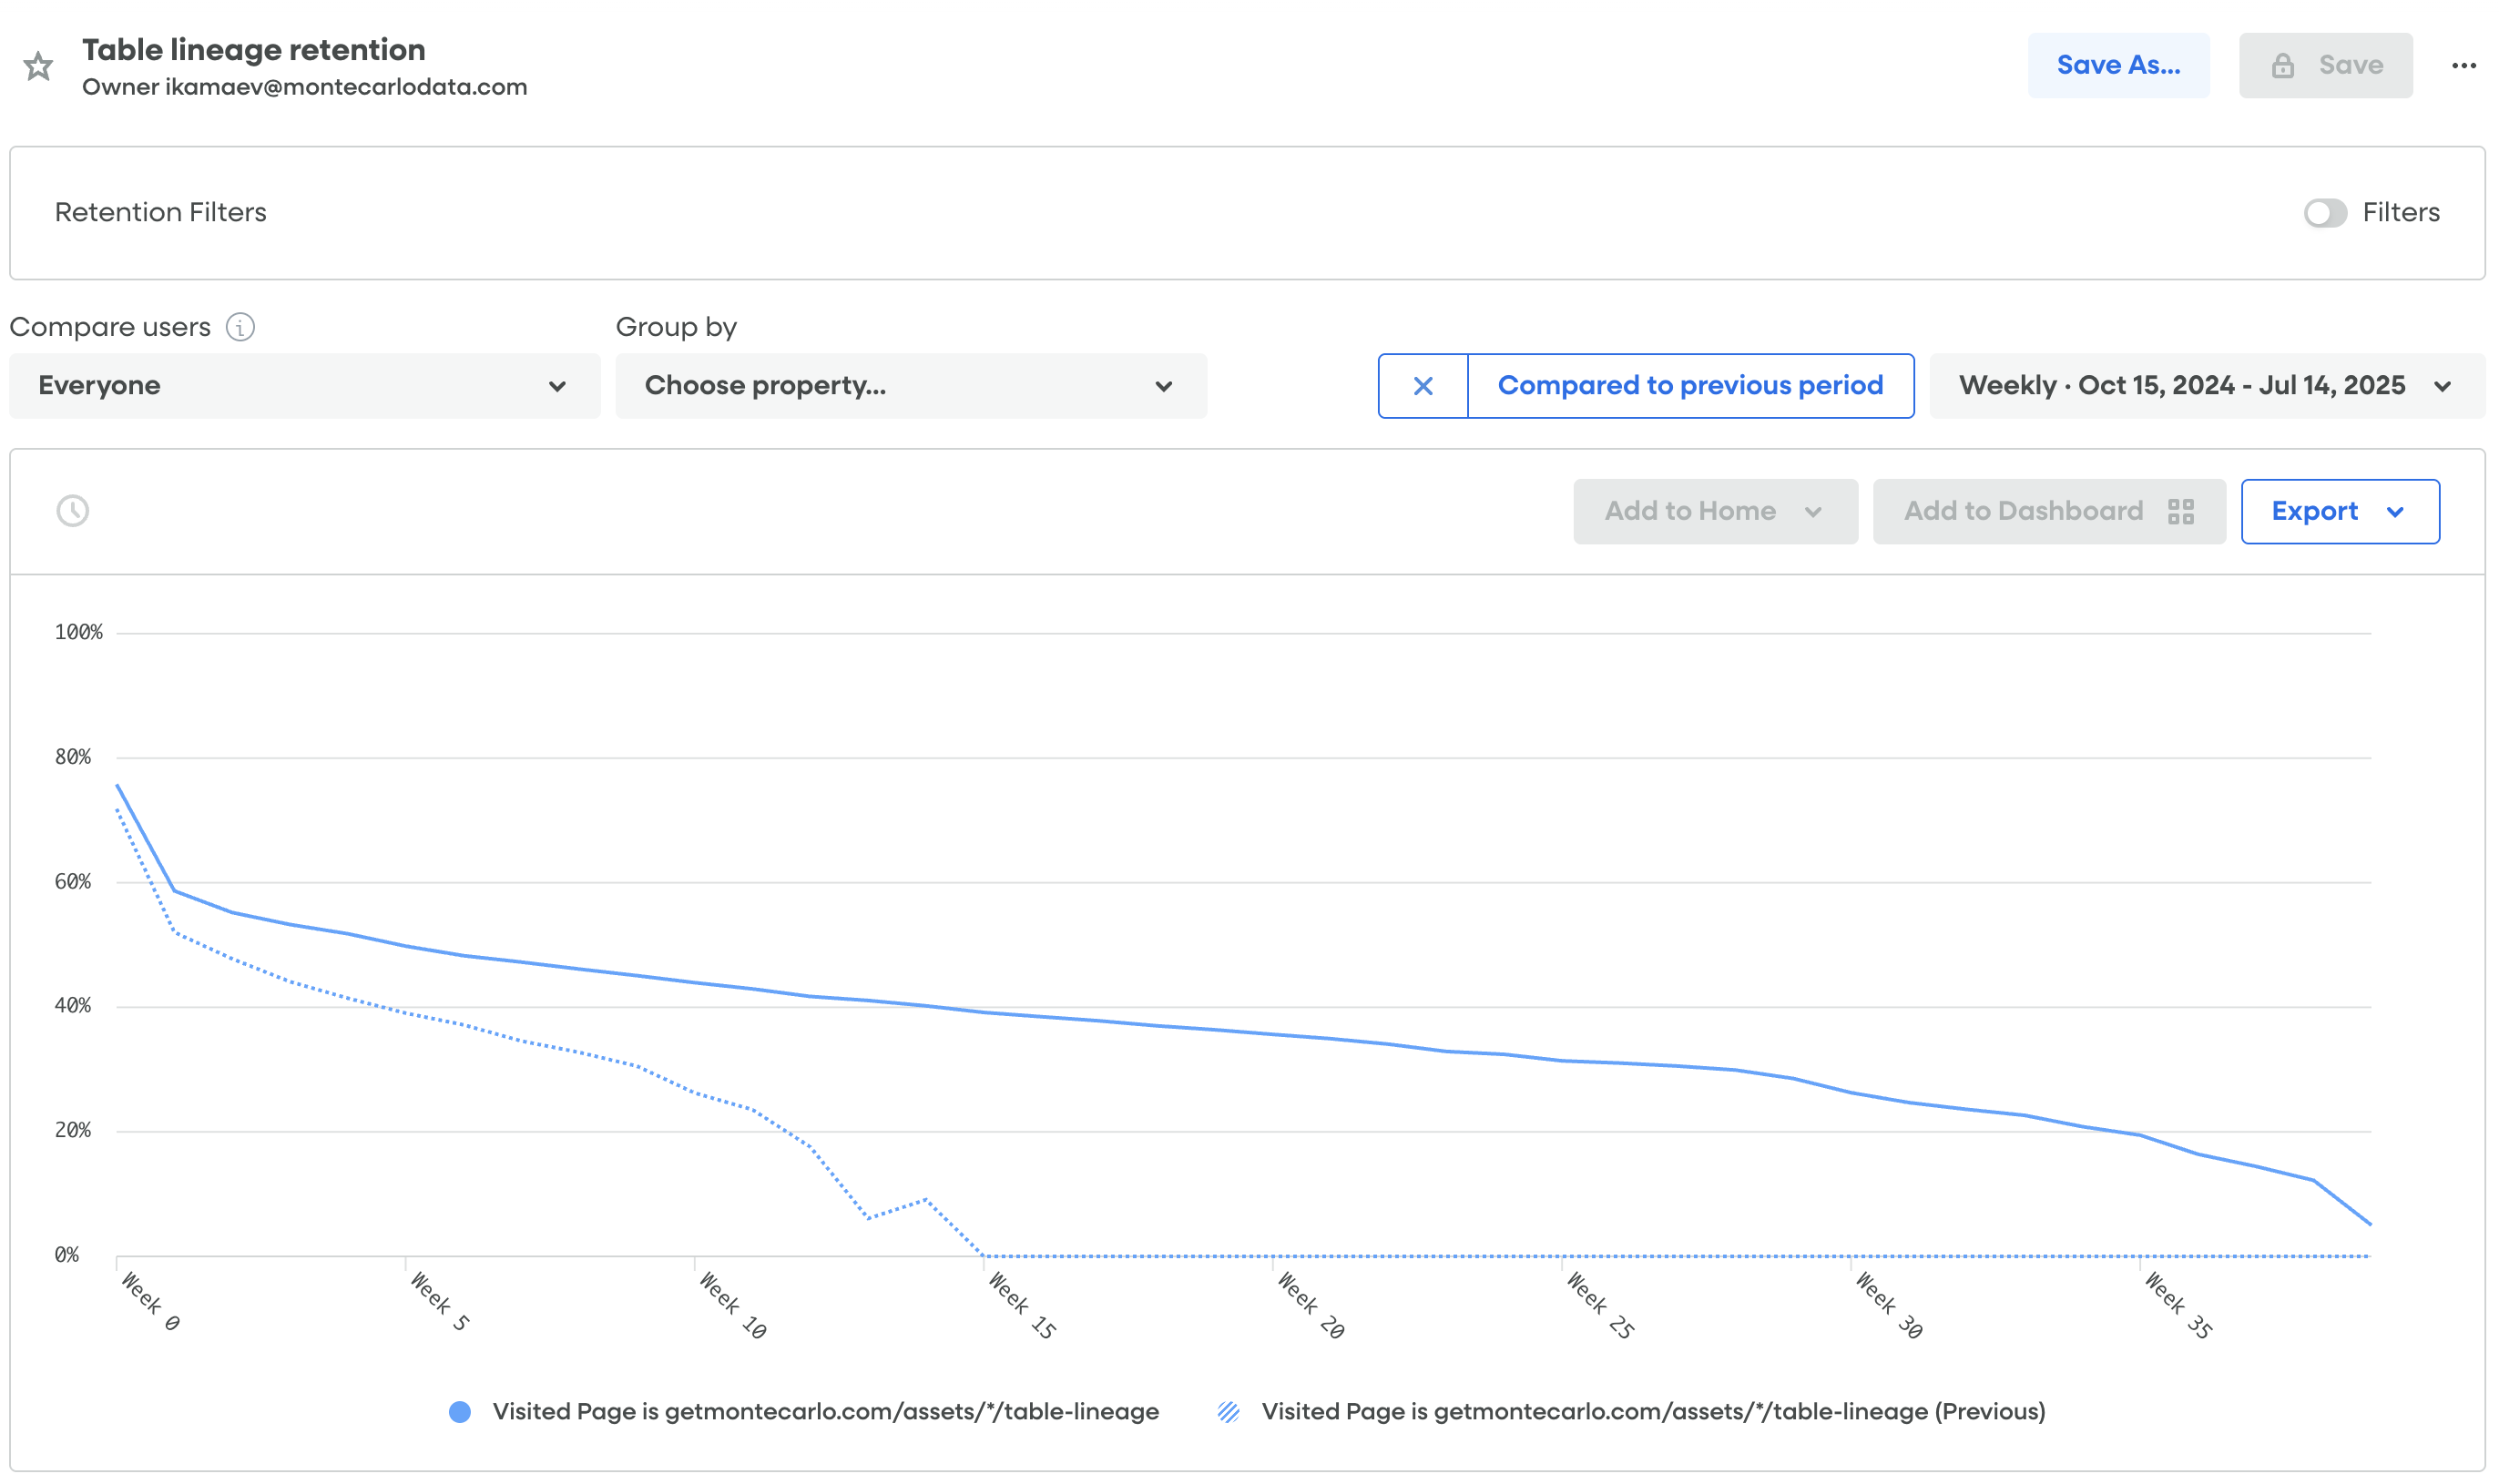 Table lineage retention
Owner ikamaev@montecarlodata.com
Save As...
Save
Retention Filters
Filters
Compare users
Group by
Everyone
Choose property...
Compared to previous period
Weekly · Oct 15, 2024 - Jul 14, 2025
Add to Home
Add to Dashboard
Export
100%
80%
60%
40%
20%
0%
Week 0
Week 5
Week 10
Week 15
Week 20
Week 25
Week 30
Week 35
Visited Page is getmontecarlo.com/assets/*/table-lineage
Visited Page is getmontecarlo.com/assets/*/table-lineage (Previous)